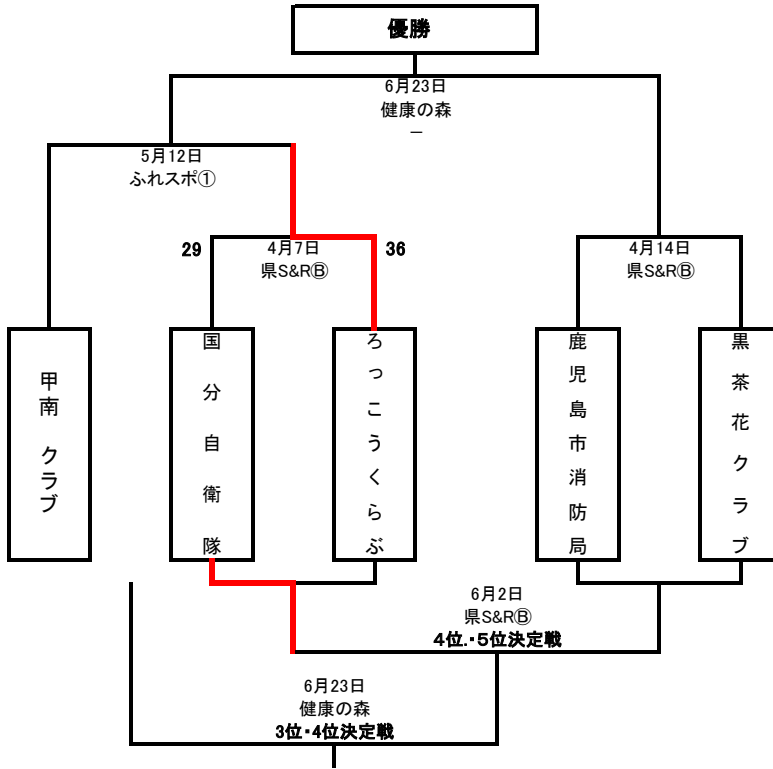 優勝
6月23日
健康の森
－
5月12日
ふれスポ①
29
4月7日
県S&RⒷ
36
4月14日
県S&RⒷ
甲南 クラブ
国分自衛隊
ろっこうくらぶ
鹿児島市消防局
黒茶花クラブ
6月2日
県S&RⒷ
4位.・5位決定戦
6月23日
健康の森
3位・4位決定戦